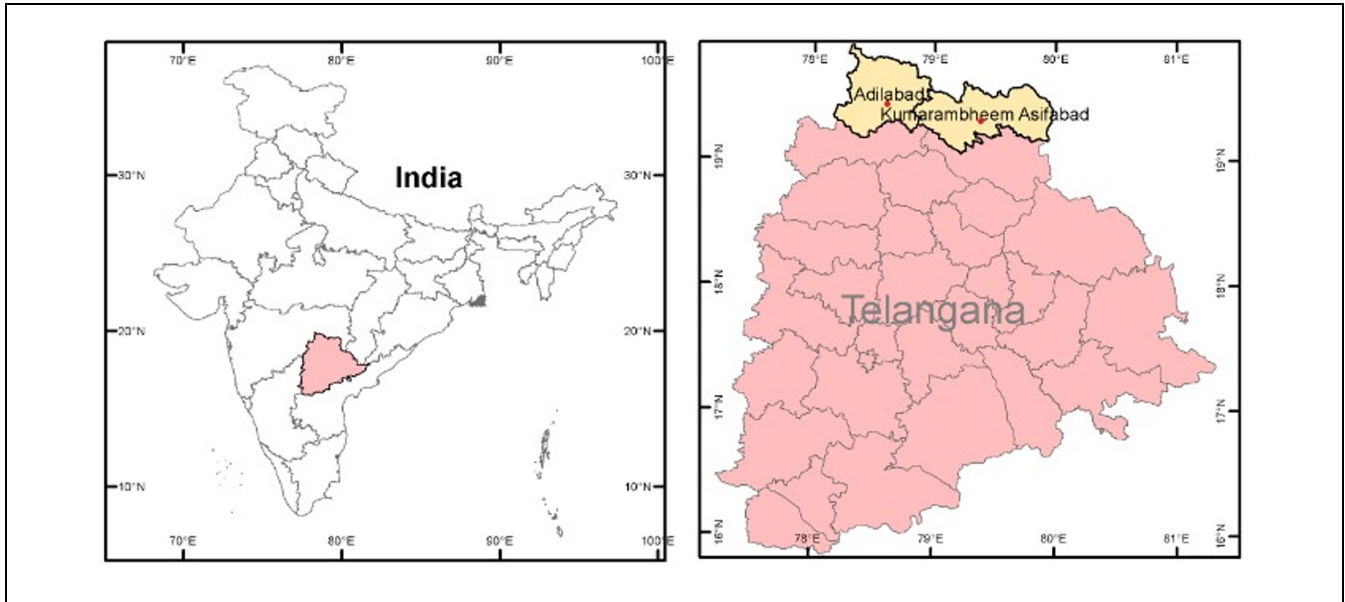 70°E 80°E 90°E 100°E
India
30°N 30°N
20°N 20°N
10°N 10°N
70°E 80°E 90°E 100°E
78°E 79°E 80°E 81°E
Adilabad
Kumarambheem Asifabad
19°N 19°N
18°N 18°N
Telangana
17°N 17°N
16°N 16°N
78°E 79°E 80°E 81°E